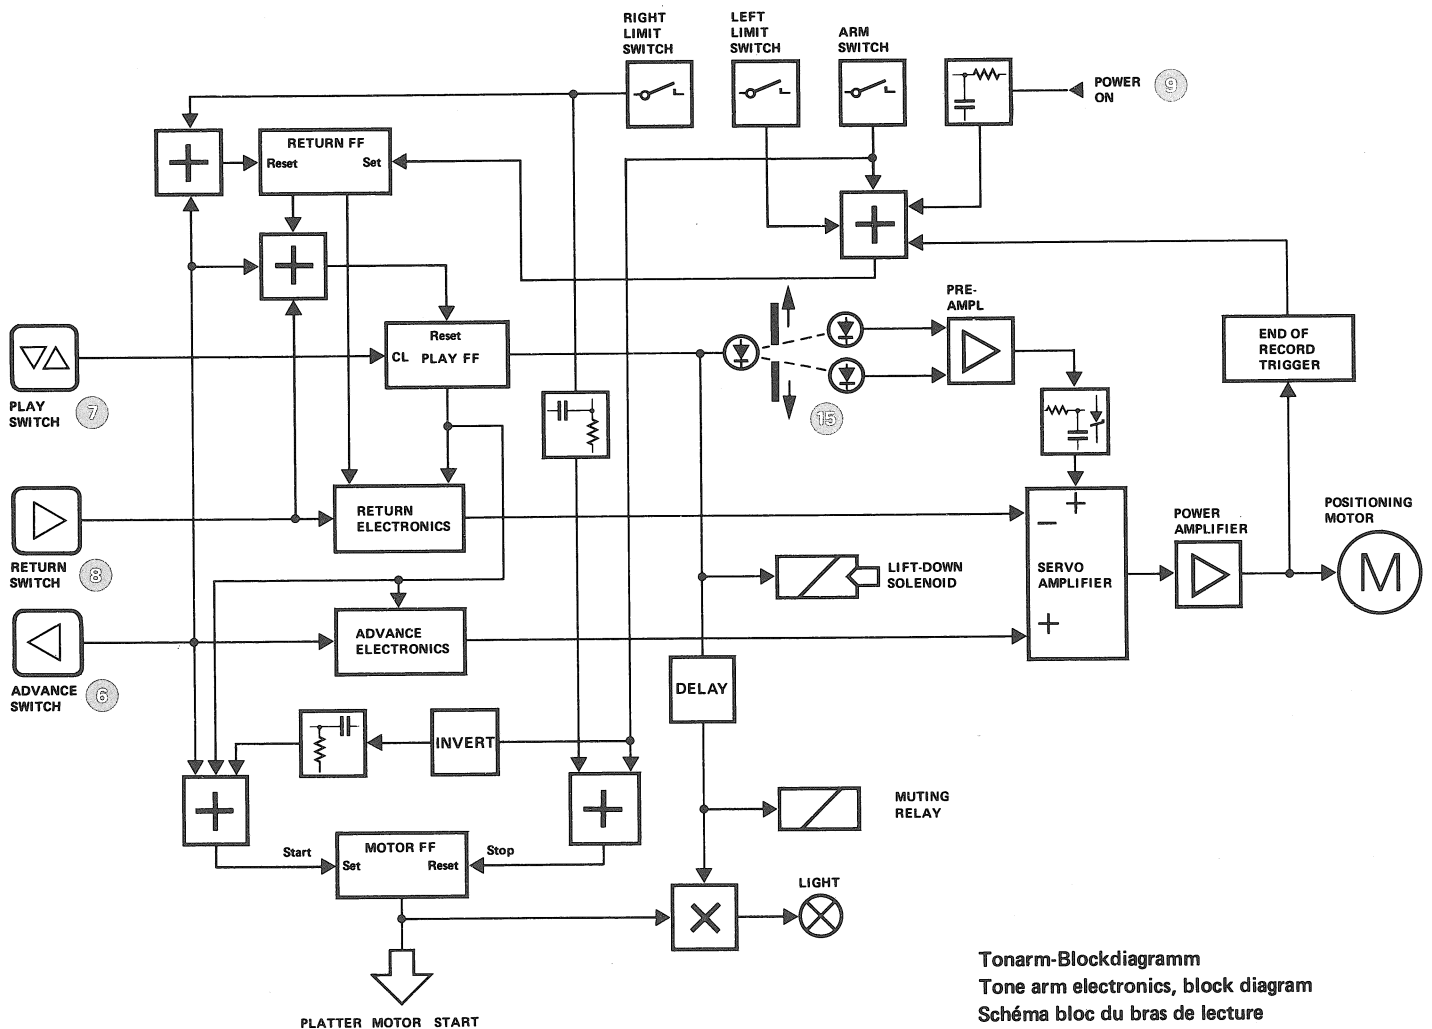 RIGHT
LIMIT
SWITCH
LEFT
LIMIT
SWITCH
ARM
SWITCH
POWER
ON
9
RETURN FF
Reset
Set
PRE-
AMPL
Reset
CL PLAY FF
END OF
RECORD
TRIGGER
PLAY
SWITCH
7
15
RETURN
ELECTRONICS
RETURN
SWITCH
8
POWER
AMPLIFIER
POSITIONING
MOTOR
M
SERVO
AMPLIFIER
LIFT-DOWN
SOLENOID
ADVANCE
ELECTRONICS
ADVANCE
SWITCH
6
DELAY
INVERT
MUTING
RELAY
Start
MOTOR FF
Set
Reset
Stop
LIGHT
PLATTER MOTOR START
Tonarm-Blockdiagramm
Tone arm electronics, block diagram
Schéma bloc du bras de lecture